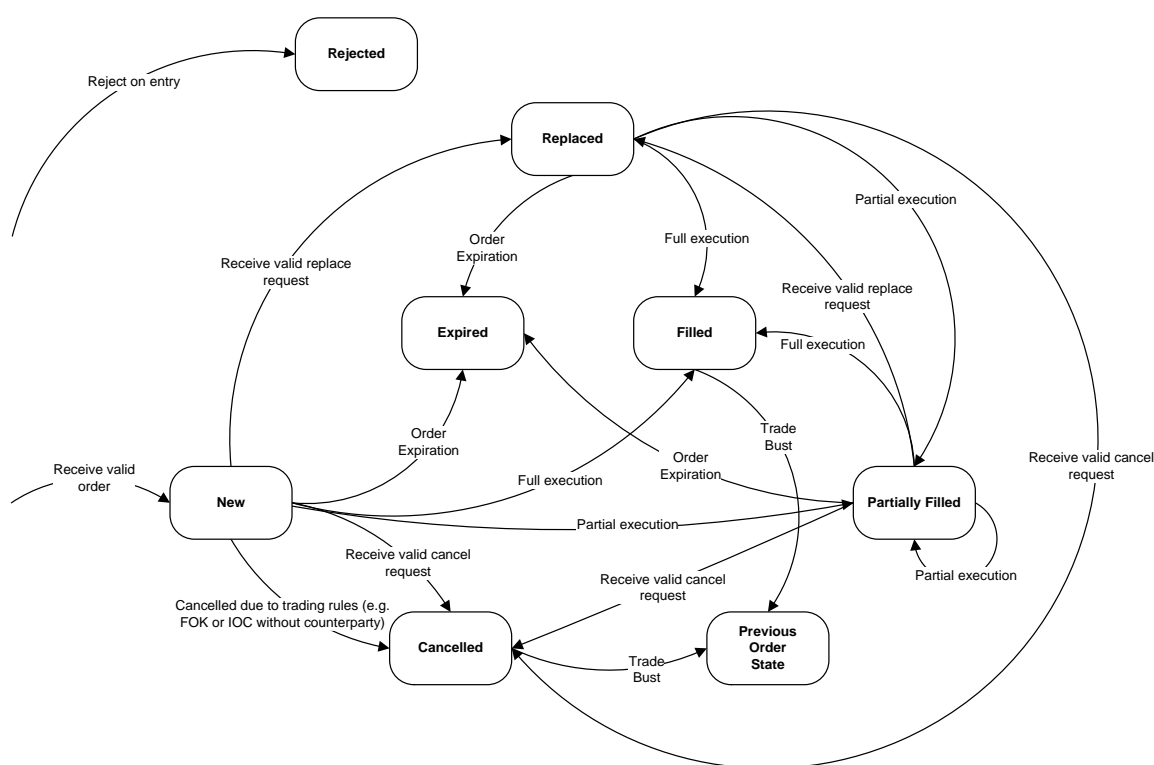 Rejected
Reject on entry
Replaced
Partial execution
Order
Expiration
Full execution
Receive valid replace
request
Receive valid replace
request
Expired
Filled
Full execution
Order
Expiration
Trade
Bust
Order
Expiration
Receive valid cancel
request
Receive valid
order
New
Full execution
Partially Filled
Partial execution
Receive valid cancel
request
Receive valid cancel
request
Partial execution
Cancelled due to trading rules (e.g.
FOK or IOC without counterparty)
Cancelled
Trade
Bust
Previous
Order
State